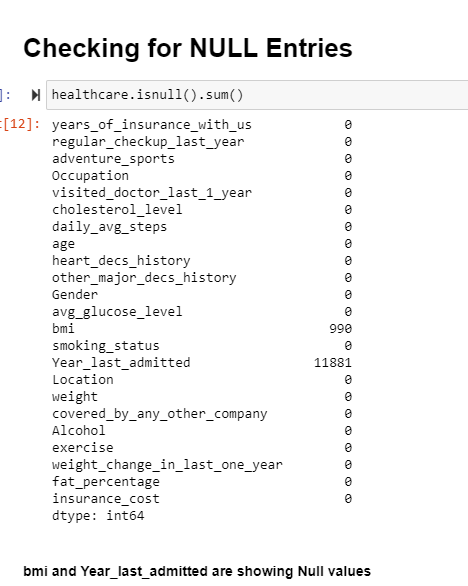 Checking for NULL Entries
]: healthcare.isnull().sum()
t[12]: years_of_insurance_with_us 0
regular_checkup_last_year 0
adventure_sports 0
Occupation 0
visited_doctor_last_1_year 0
cholesterol_level 0
daily_avg_steps 0
age 0
heart_decs_history 0
other_major_decs_history 0
Gender 0
avg_glucose_level 0
bmi 990
smoking_status 0
Year_last_admitted 11881
Location 0
weight 0
covered_by_any_other_company 0
Alcohol 0
exercise 0
weight_change_in_last_one_year 0
fat_percentage 0
insurance_cost 0
dtype: int64
bmi and Year_last_admitted are showing Null values